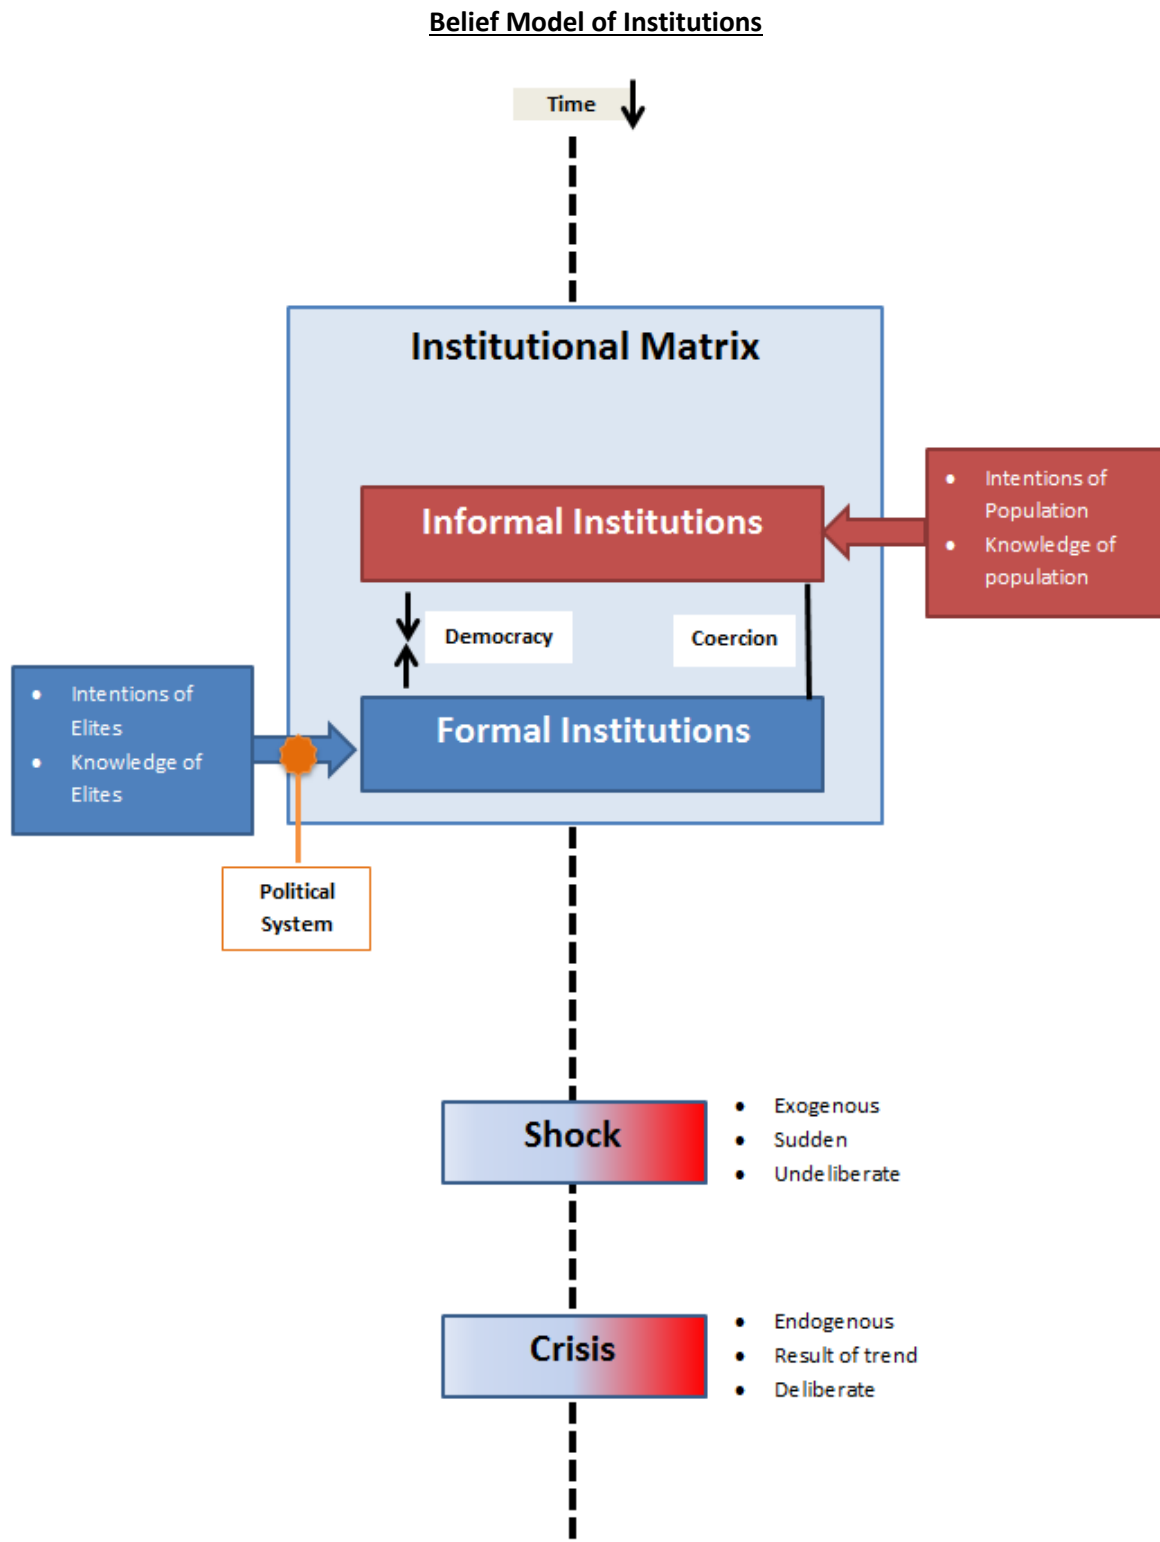 Belief Model of Institutions
Time
Institutional Matrix
Informal Institutions
• Intentions of
Population
• Knowledge of
population
Democracy
Coercion
• Intentions of
Elites
• Knowledge of
Elites
Formal Institutions
Political
System
Shock
• Exogenous
• Sudden
• Undeliberate
Crisis
• Endogenous
• Result of trend
• Deliberate